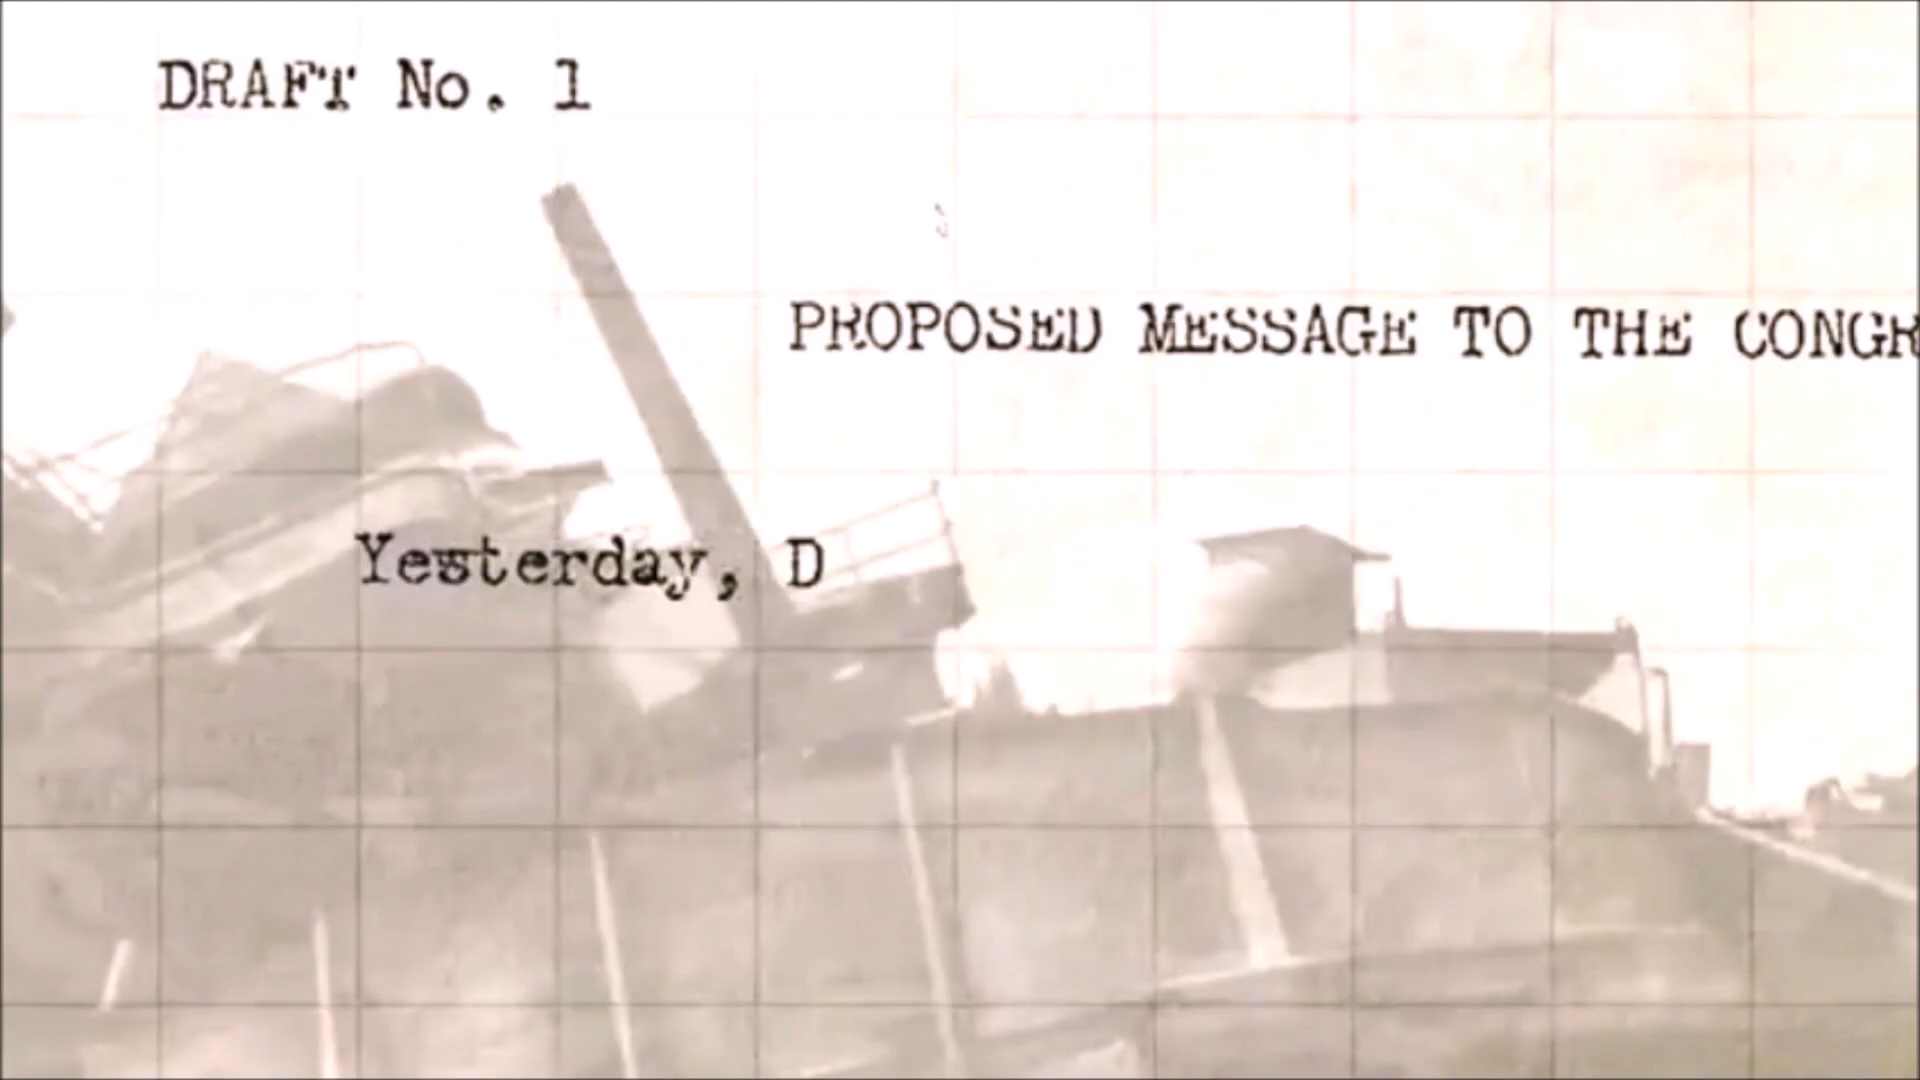 DRAFT No. 1
PROPOSED MESSAGE TO THE CONGR
Yesterday, D